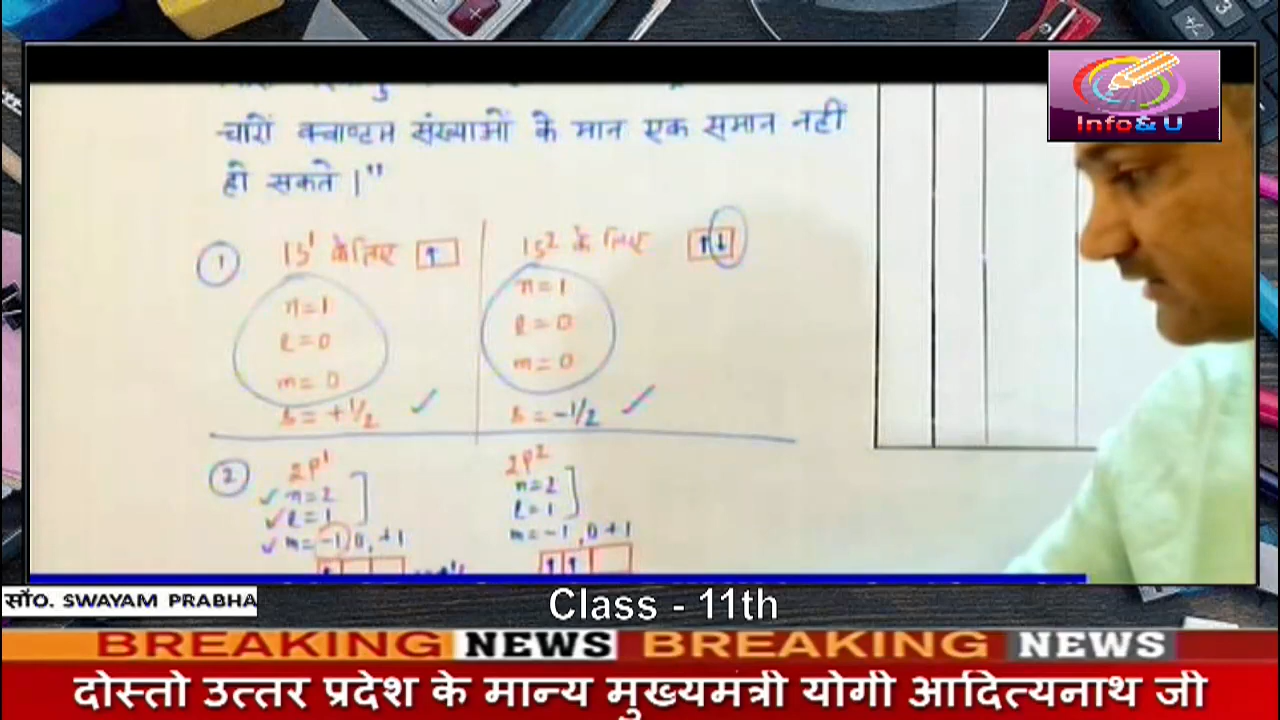 Info& U
चारों क्वाण्टम संख्याओं के मान एक समान नहीं
हो सकते।"
1 1s¹ के लिए ↑
n=1
l=0
m=0
s=+1/2
1s² के लिए ↑↓
n=1
l=0
m=0
s=-1/2
2 2p¹
n=2
l=1
m=-1,0,+1
2p²
n=2
l=1
m=-1,0+1
↑ ↑
सौंO. SWAYAM PRABHA
Class - 11th
BREAKING NEWS BREAKING NEWS
दोस्तो उत्तर प्रदेश के मान्य मुख्यमत्री योगी आदित्यनाथ जी